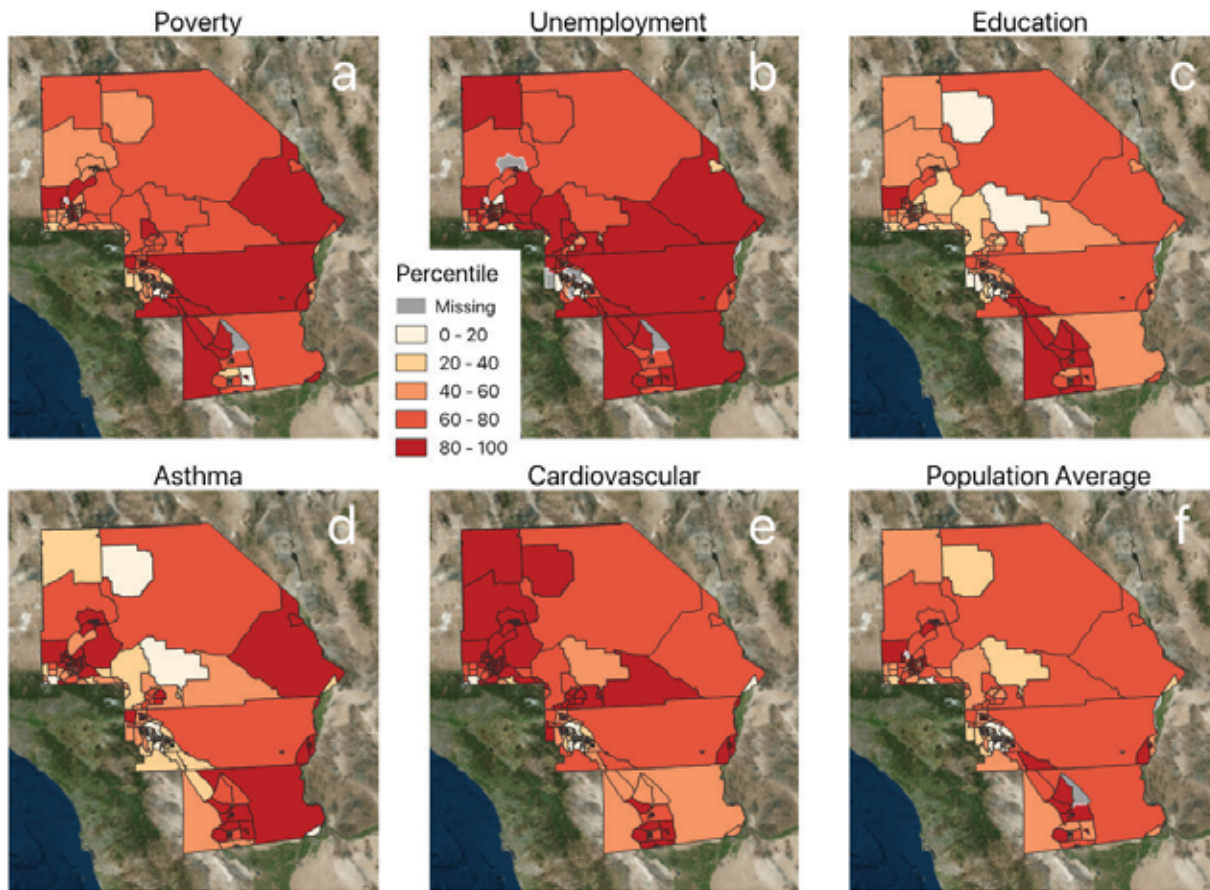 Poverty
a
Unemployment
b
Education
c
Percentile
Missing
0 - 20
20 - 40
40 - 60
60 - 80
80 - 100
Asthma
d
Cardiovascular
e
Population Average
f